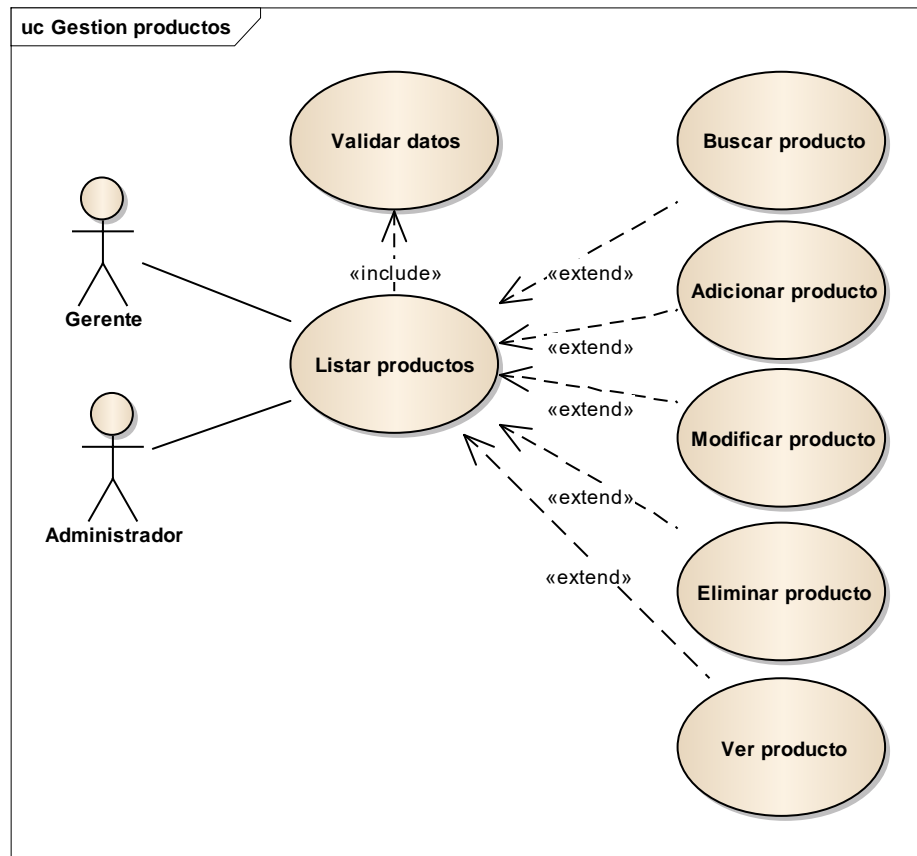 uc Gestion productos
Validar datos
Buscar producto
«include»
«extend»
Adicionar producto
Gerente
«extend»
Listar productos
«extend»
Modificar producto
Administrador
«extend»
«extend»
Eliminar producto
Ver producto